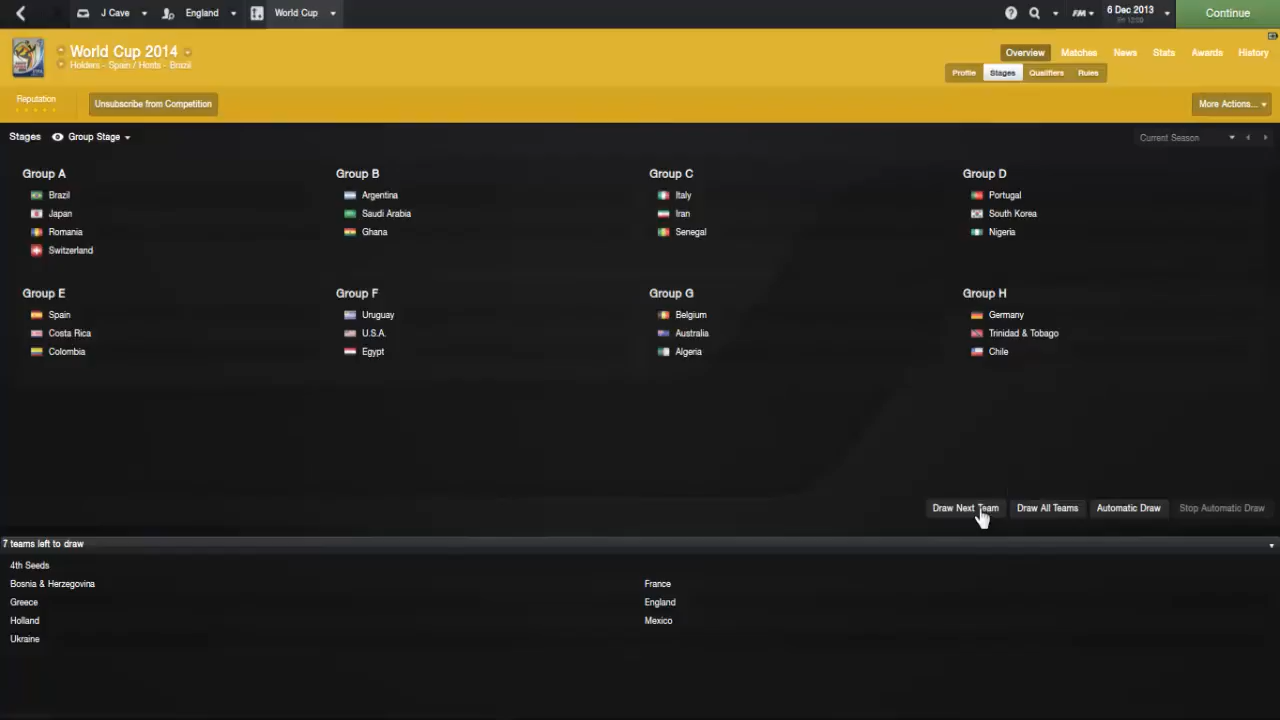 J Cave England World Cup FM 6 Dec 2013 Continue
FRI 12:00
World Cup 2014 Overview Matches News Stats Awards History
Holders - Spain / Hosts - Brazil Profile Stages Qualifiers Rules
Reputation Unsubscribe from Competition More Actions...
Stages Group Stage Current Season
Group A Group B Group C Group D
Brazil Argentina Italy Portugal
Japan Saudi Arabia Iran South Korea
Romania Ghana Senegal Nigeria
Switzerland
Group E Group F Group G Group H
Spain Uruguay Belgium Germany
Costa Rica U.S.A. Australia Trinidad & Tobago
Colombia Egypt Algeria Chile
Draw Next Team Draw All Teams Automatic Draw Stop Automatic Draw
7 teams left to draw
4th Seeds
Bosnia & Herzegovina France
Greece England
Holland Mexico
Ukraine